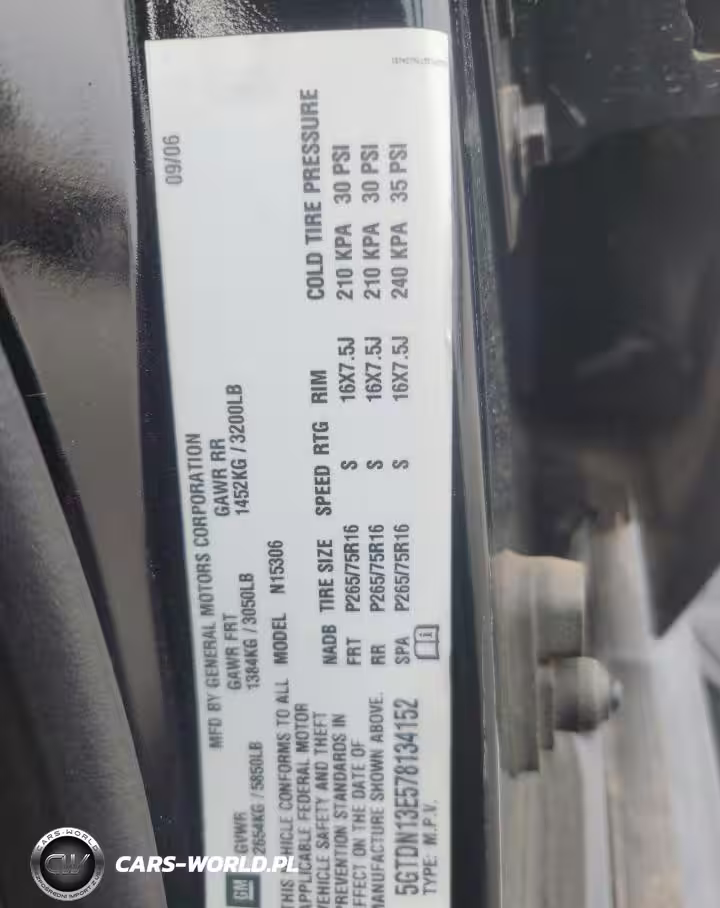 09/06
MFD BY GENERAL MOTORS CORPORATION
GM GVWR GAWR FRT GAWR RR
2654KG / 5850LB 1384KG / 3050LB 1452KG / 3200LB
THIS VEHICLE CONFORMS TO ALL MODEL N15306
APPLICABLE FEDERAL MOTOR
VEHICLE SAFETY AND THEFT
PREVENTION STANDARDS IN
EFFECT ON THE DATE OF
MANUFACTURE SHOWN ABOVE.
NADB TIRE SIZE SPEED RTG RIM COLD TIRE PRESSURE
FRT P265/75R16 S 16X7.5J 210 KPA 30 PSI
RR P265/75R16 S 16X7.5J 210 KPA 30 PSI
SPA P265/75R16 S 16X7.5J 240 KPA 35 PSI
5GTDN13E578134152
TYPE: M.P.V.
CARS-WORLD
CW
CARS-WORLD.PL